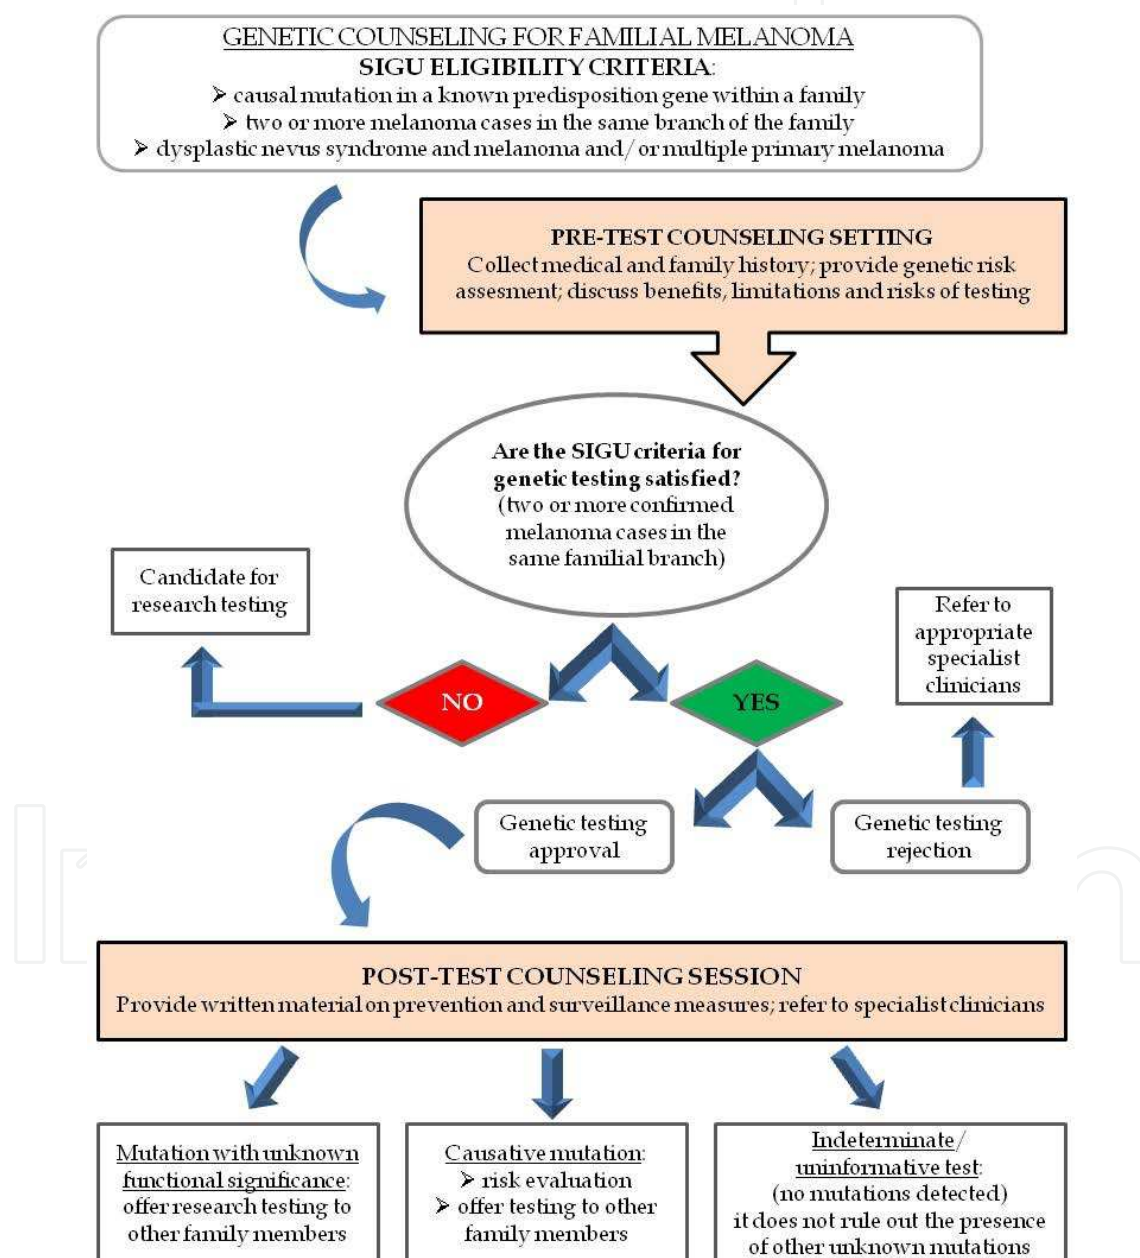 GENETIC COUNSELING FOR FAMILIAL MELANOMA
SIGU ELIGIBILITY CRITERIA:
➢ causal mutation in a known predisposition gene within a family
➢ two or more melanoma cases in the same branch of the family
➢ dysplastic nevus syndrome and melanoma and/or multiple primary melanoma
PRE-TEST COUNSELING SETTING
Collect medical and family history; provide genetic risk
assesment; discuss benefits, limitations and risks of testing
Are the SIGU criteria for
genetic testing satisfied?
(two or more confirmed
melanoma cases in the
same familial branch)
Candidate for
research testing
Refer to
appropriate
specialist
clinicians
NO
YES
Genetic testing
approval
Genetic testing
rejection
POST-TEST COUNSELING SESSION
Provide written material on prevention and surveillance measures; refer to specialist clinicians
Mutation with unknown
functional significance:
offer research testing to
other family members
Causative mutation:
➢ risk evaluation
➢ offer testing to other
family members
Indeterminate/
uninformative test:
(no mutations detected)
it does not rule out the presence
of other unknown mutations